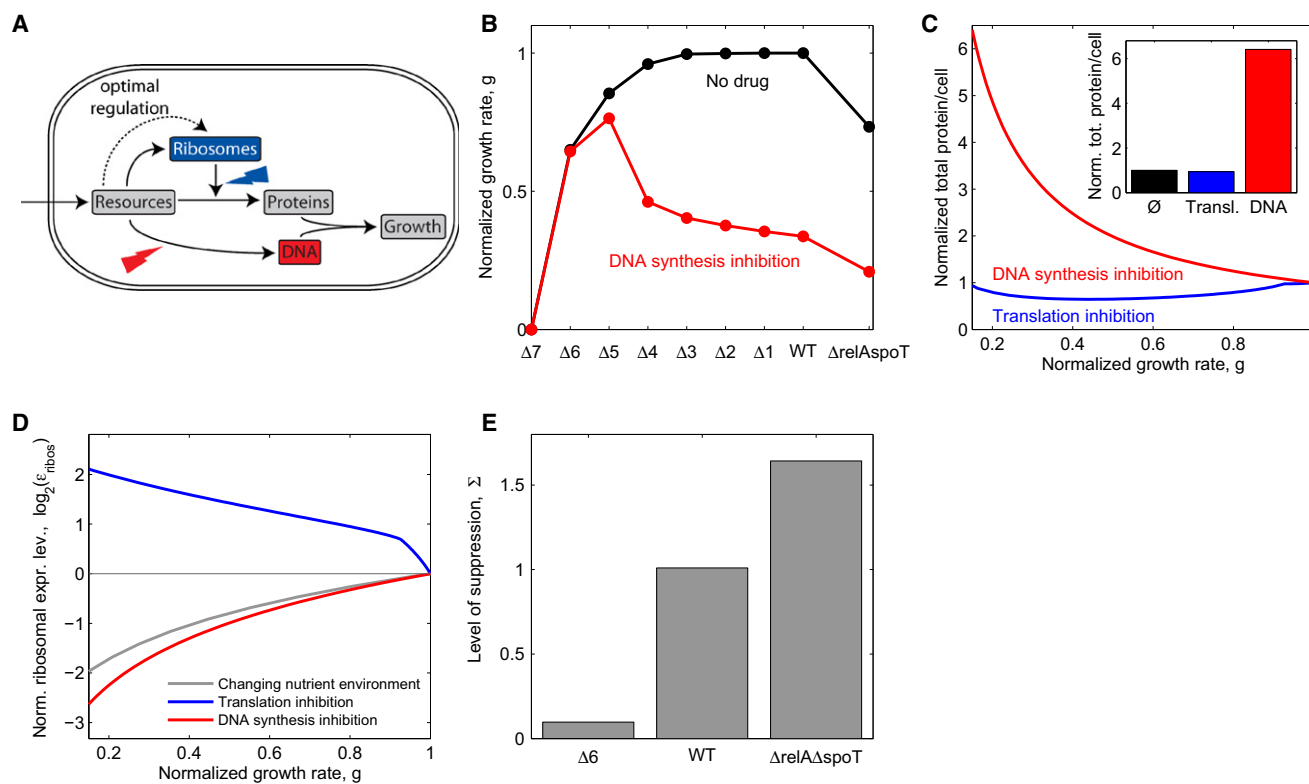 A
optimal
regulation
Ribosomes
Resources
Proteins
Growth
DNA
B
Normalized growth rate, g
1
0.5
0
No drug
DNA synthesis inhibition
Δ7 Δ6 Δ5 Δ4 Δ3 Δ2 Δ1 WT ΔrelAspoT
C
Normalized total protein/cell
6
5
4
3
2
1
0
DNA synthesis inhibition
Translation inhibition
0.2 0.4 0.6 0.8
Normalized growth rate, g
Norm. tot. protein/cell
6
4
2
0
Ø Transl. DNA
D
Norm. ribosomal expr. lev., log2(εribos)
2
1
0
−1
−2
−3
Changing nutrient environment
Translation inhibition
DNA synthesis inhibition
0.2 0.4 0.6 0.8 1
Normalized growth rate, g
E
Level of suppression, Σ
1.5
1
0.5
0
Δ6 WT ΔrelAΔspoT